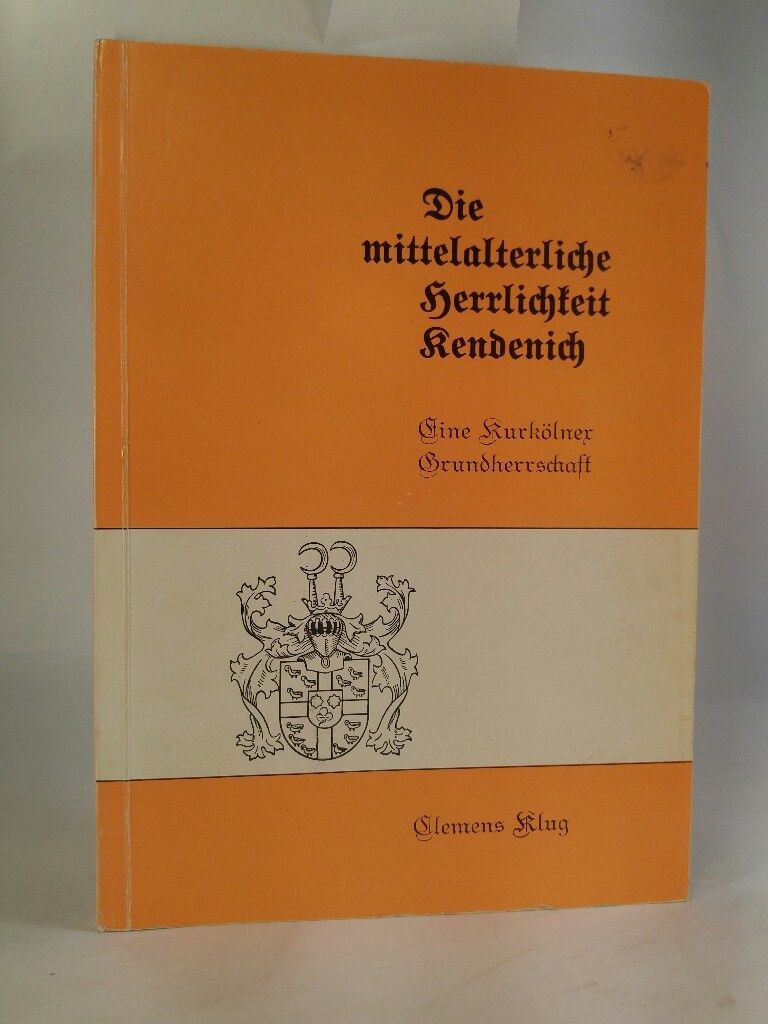 Die
mittelalterliche
Herrlichkeit
Kendenich
Eine Kurkölner
Grundherrschaft
Clemens Klug